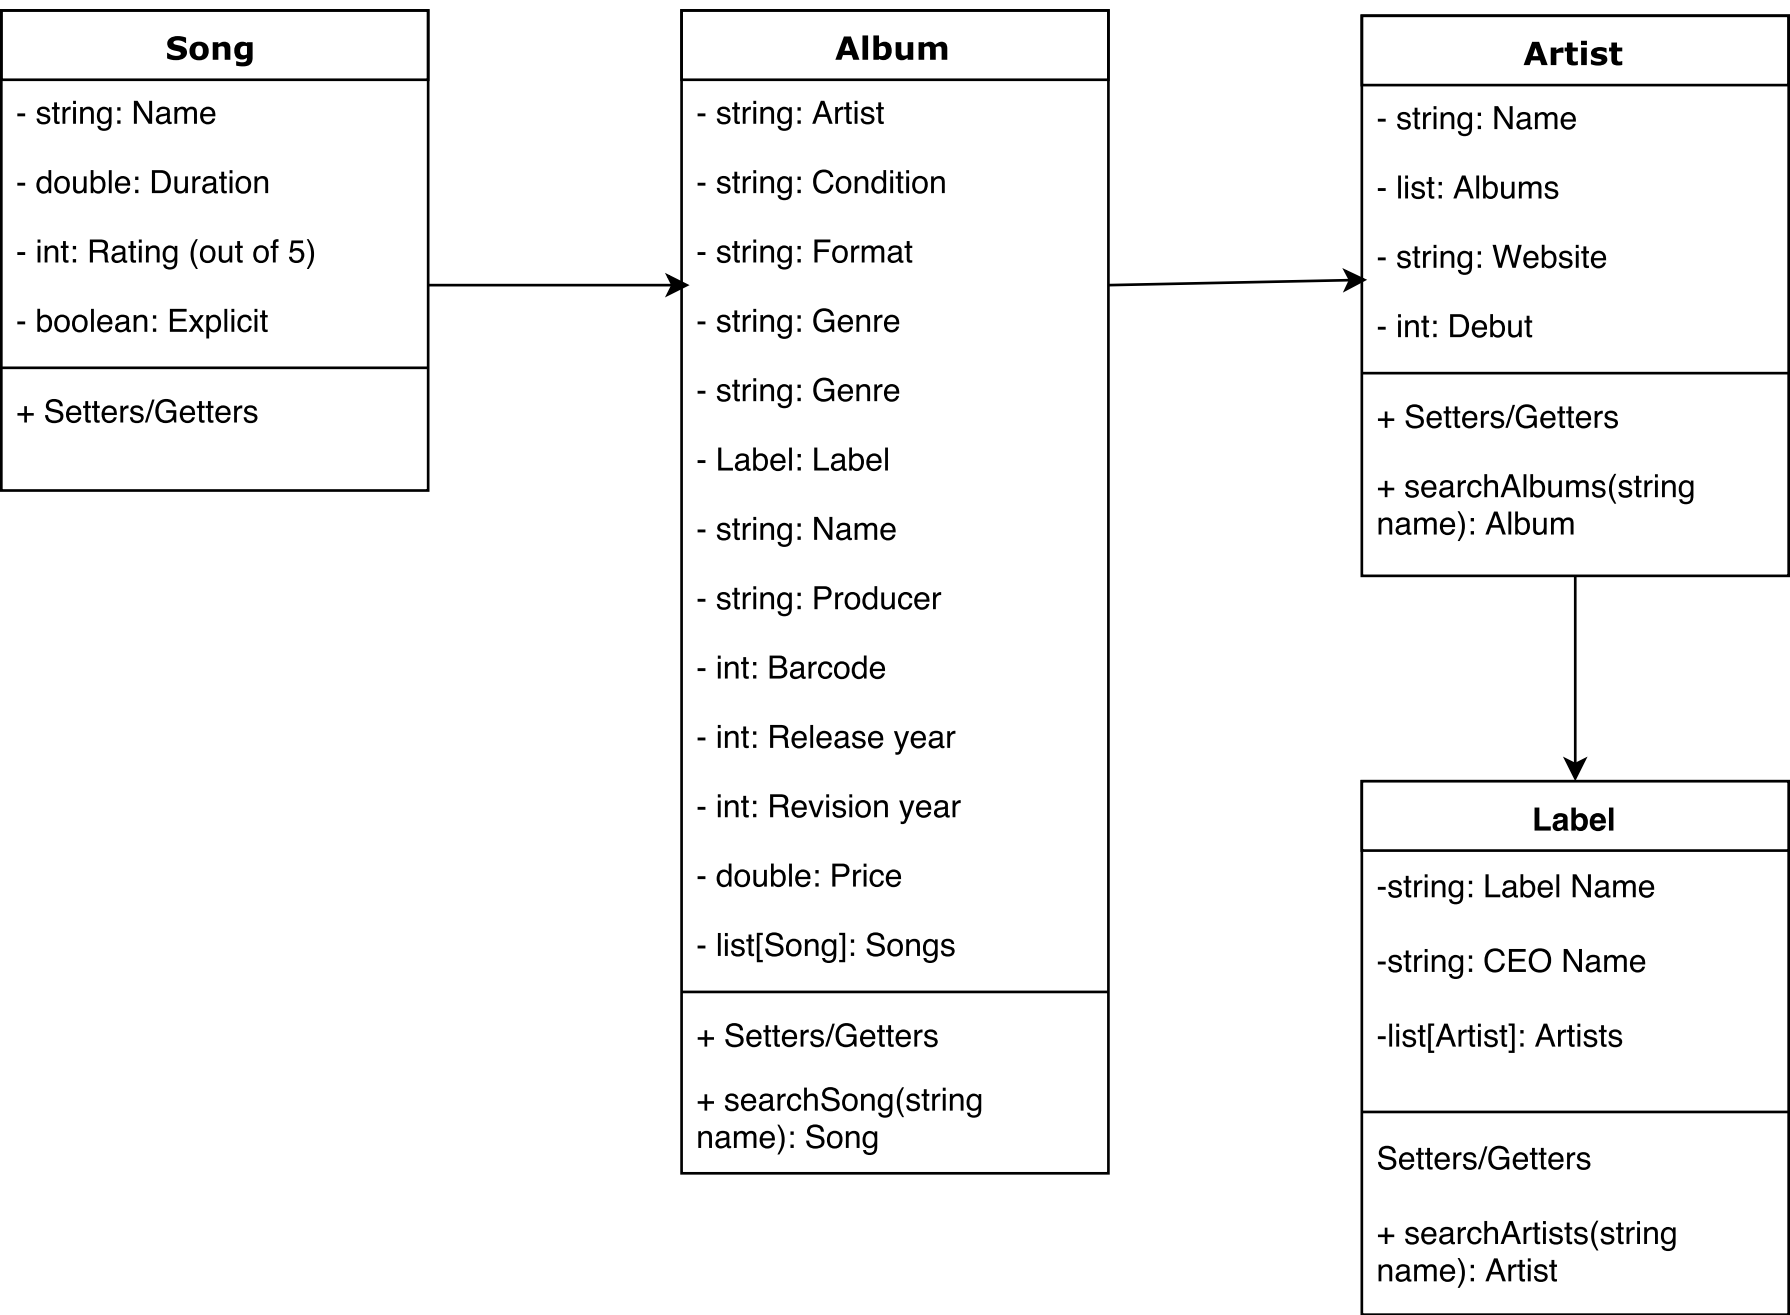 Song
- string: Name
- double: Duration
- int: Rating (out of 5)
- boolean: Explicit
+ Setters/Getters
Album
- string: Artist
- string: Condition
- string: Format
- string: Genre
- string: Genre
- Label: Label
- string: Name
- string: Producer
- int: Barcode
- int: Release year
- int: Revision year
- double: Price
- list[Song]: Songs
+ Setters/Getters
+ searchSong(string
name): Song
Artist
- string: Name
- list: Albums
- string: Website
- int: Debut
+ Setters/Getters
+ searchAlbums(string
name): Album
Label
-string: Label Name
-string: CEO Name
-list[Artist]: Artists
Setters/Getters
+ searchArtists(string
name): Artist